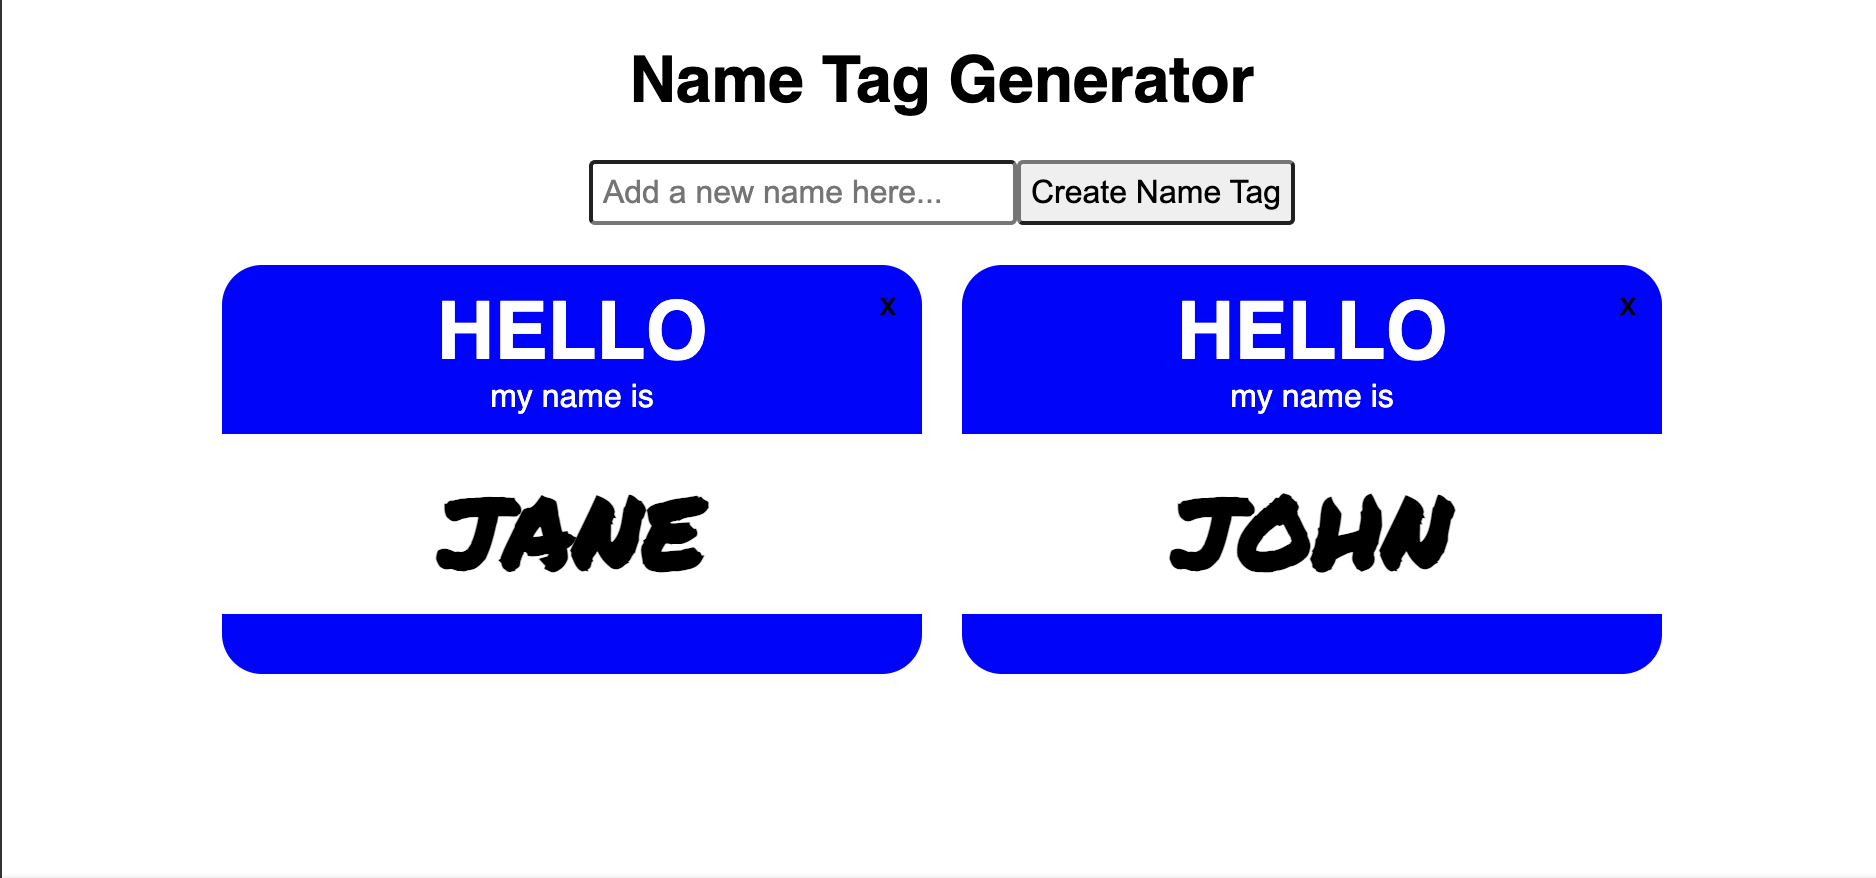 Name Tag Generator
Add a new name here...
Create Name Tag
x
HELLO
my name is
JANE
x
HELLO
my name is
JOHN